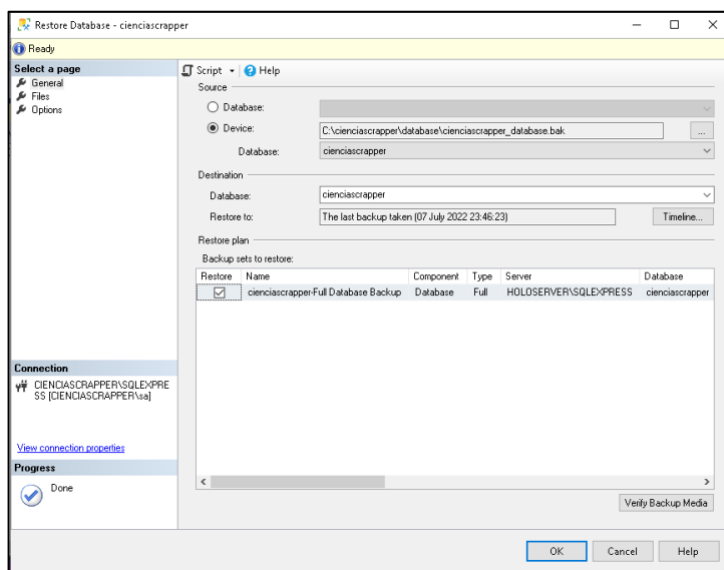 Restore Database - cienciascrapper
Ready
Select a page
General
Files
Options
Script Help
Source
Database:
Device: C:\cienciascrapper\database\cienciascrapper_database.bak ...
Database: cienciascrapper
Destination
Database: cienciascrapper
Restore to: The last backup taken (07 July 2022 23:46:23) Timeline...
Restore plan
Backup sets to restore:
Restore Name Component Type Server Database
cienciascrapper-Full Database Backup Database Full HOLOSERVER\SQLEXPRESS cienciascrapper
Connection
CIENCIASCRAPPER\SQLEXPRE
SS [CIENCIASCRAPPER\sa]
View connection properties
Progress
Done
Verify Backup Media
OK Cancel Help